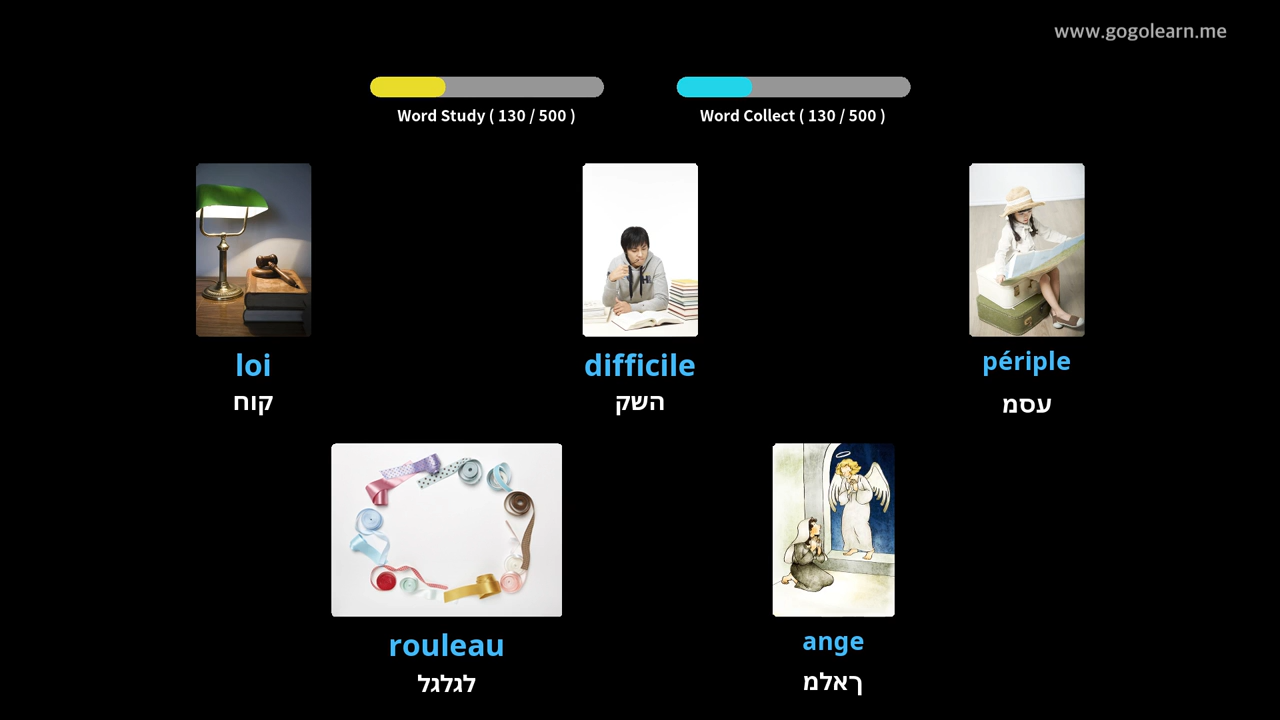 www.gogolearn.me
Word Study ( 130 / 500 )
Word Collect ( 130 / 500 )
loi
קוח
difficile
השק
périple
עסמ
rouleau
לגלגל
ange
ךאלמ